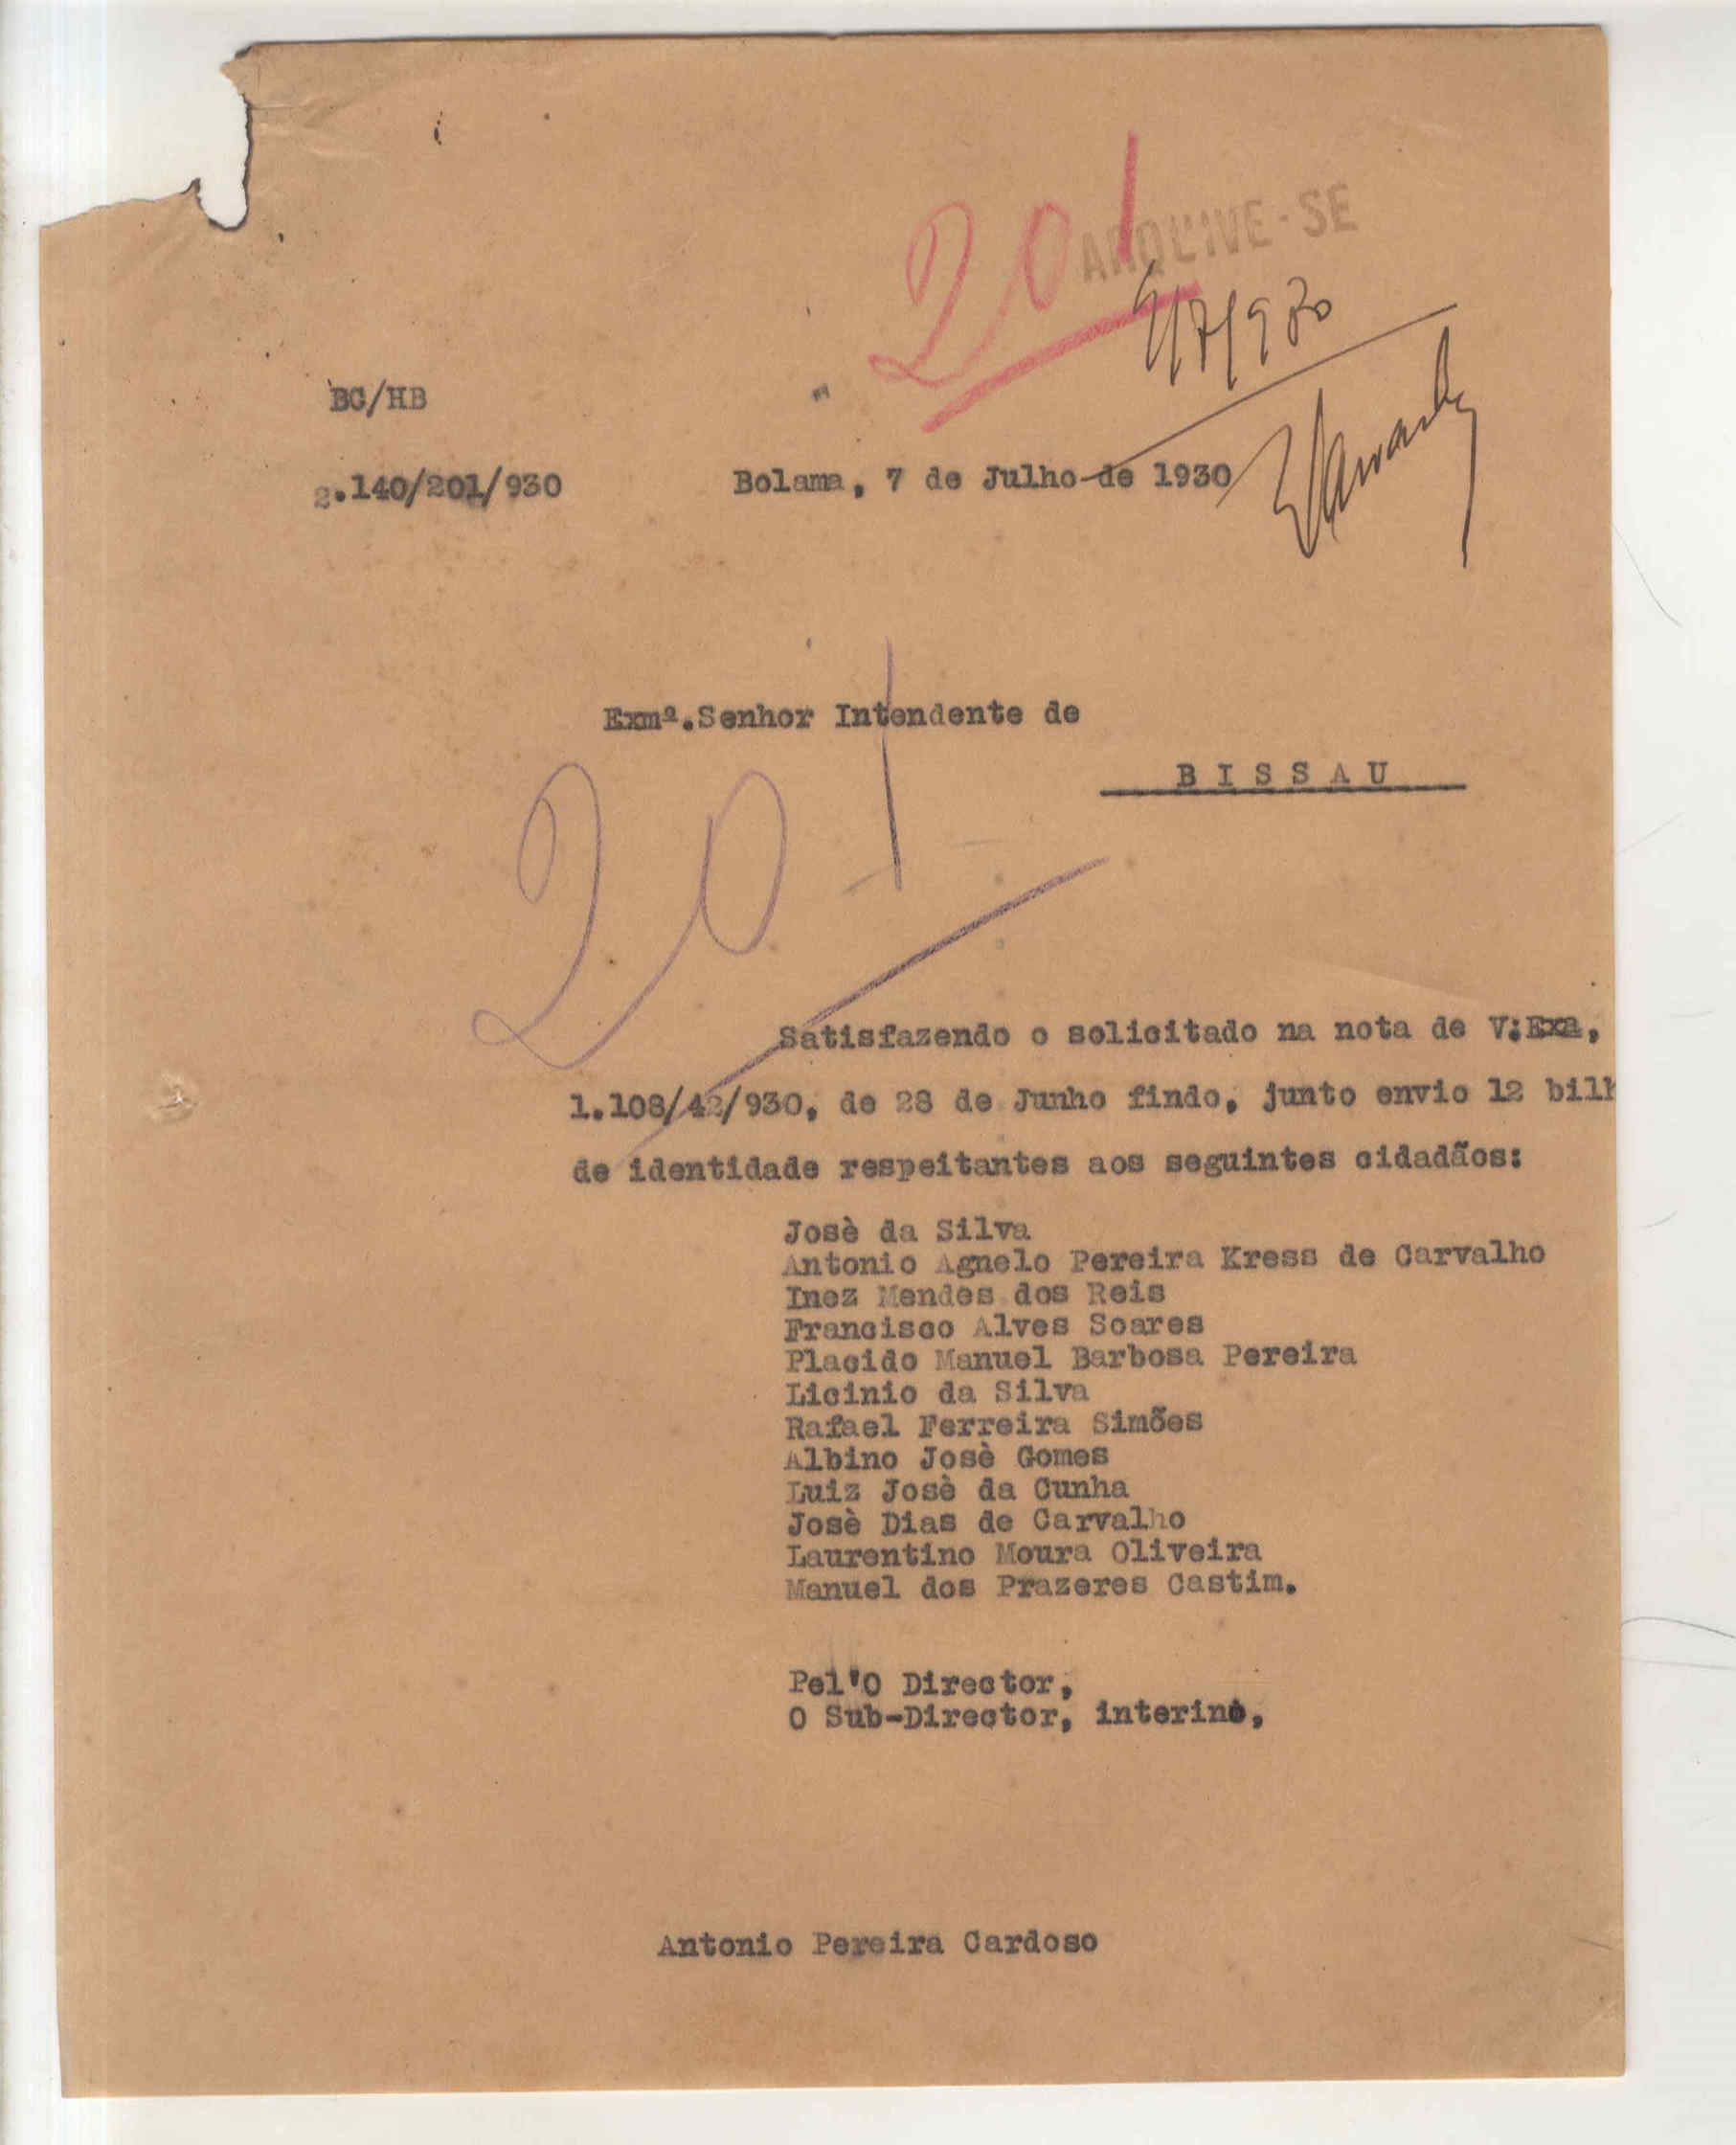 201
ARQUIVE-SE
9/7/930
BC/HB
2.140/201/930
Bolama, 7 de Julho de 1930
Exmº.Senhor Intendente de
BISSAU
201
Satisfazendo o solicitado na nota de V:Exa,
1.108/42/930, de 28 de Junho findo, junto envio 12 bilh
de identidade respeitantes aos seguintes cidadãos:
Josè da Silva
Antonio Agnelo Pereira Kress de Carvalho
Inez Mendes dos Reis
Francisco Alves Soares
Placido Manuel Barbosa Pereira
Licinio da Silva
Rafael Ferreira Simões
Albino Josè Gomes
Luiz Josè da Cunha
Josè Dias de Carvalho
Laurentino Moura Oliveira
Manuel dos Prazeres Castim.
Pel'O Director,
O Sub-Director, interino,
Antonio Pereira Cardoso